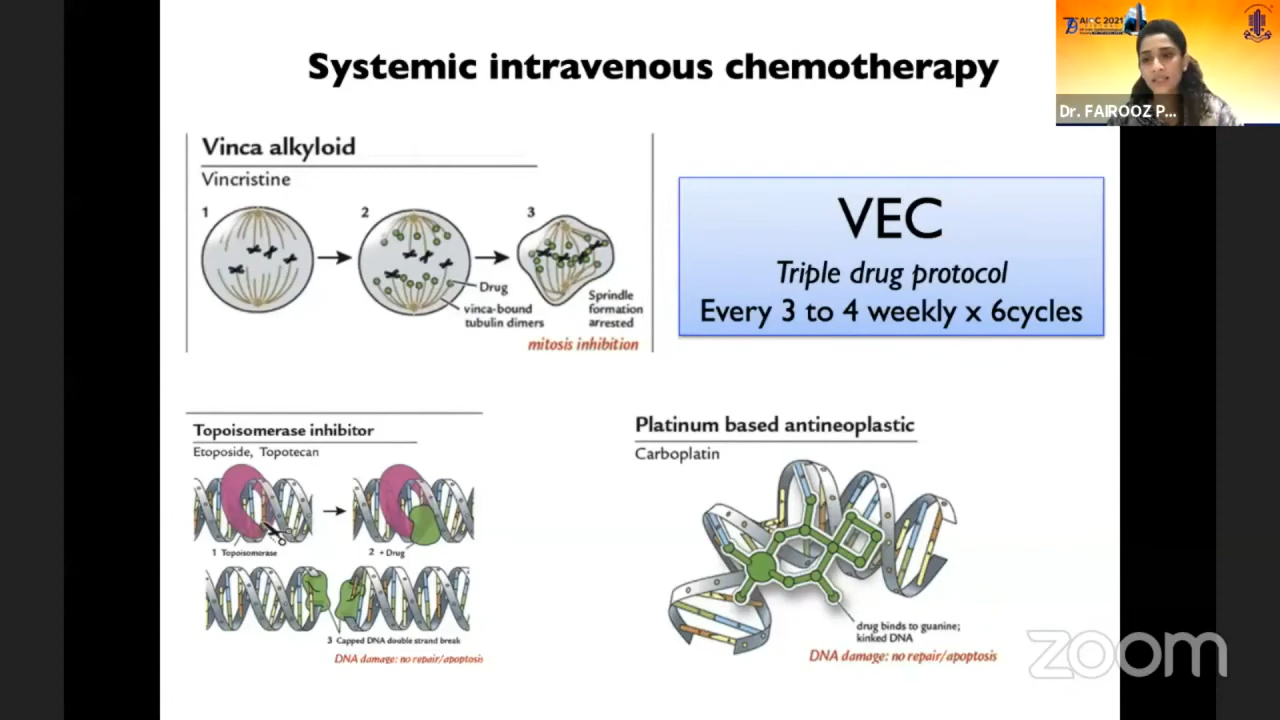 Systemic intravenous chemotherapy
AIOC 2021
Dr. FAIROOZ P...
Vinca alkyloid
Vincristine
1
2
3
Drug
vinca-bound
tubulin dimers
Sprindle
formation
arrested
mitosis inhibition
VEC
Triple drug protocol
Every 3 to 4 weekly x 6cycles
Topoisomerase inhibitor
Etoposide, Topotecan
1 Topoisomerase
2 + Drug
3 Capped DNA double strand break
DNA damage: no repair/apoptosis
Platinum based antineoplastic
Carboplatin
drug binds to guanine;
kinked DNA
DNA damage: no repair/apoptosis
zoom